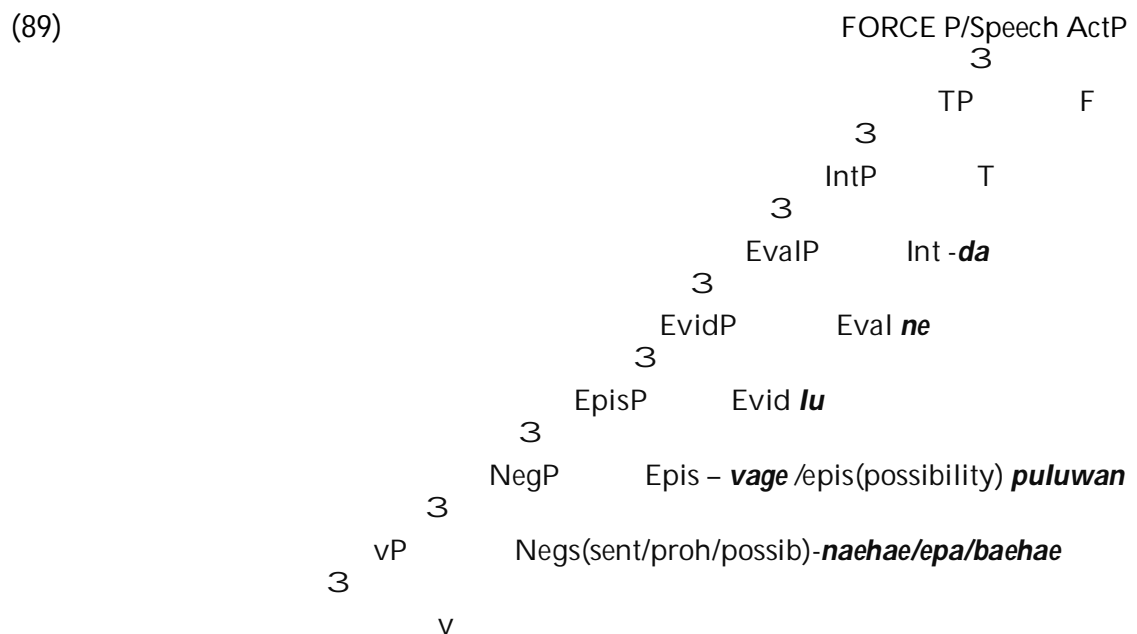 (89) FORCE P/Speech ActP
3
TP F
3
IntP T
3
EvalP Int -da
3
EvidP Eval ne
3
EpisP Evid lu
3
NegP Epis – vage /epis(possibility) puluwan
3
vP Negs(sent/proh/possib)-naehae/epa/baehae
3
v